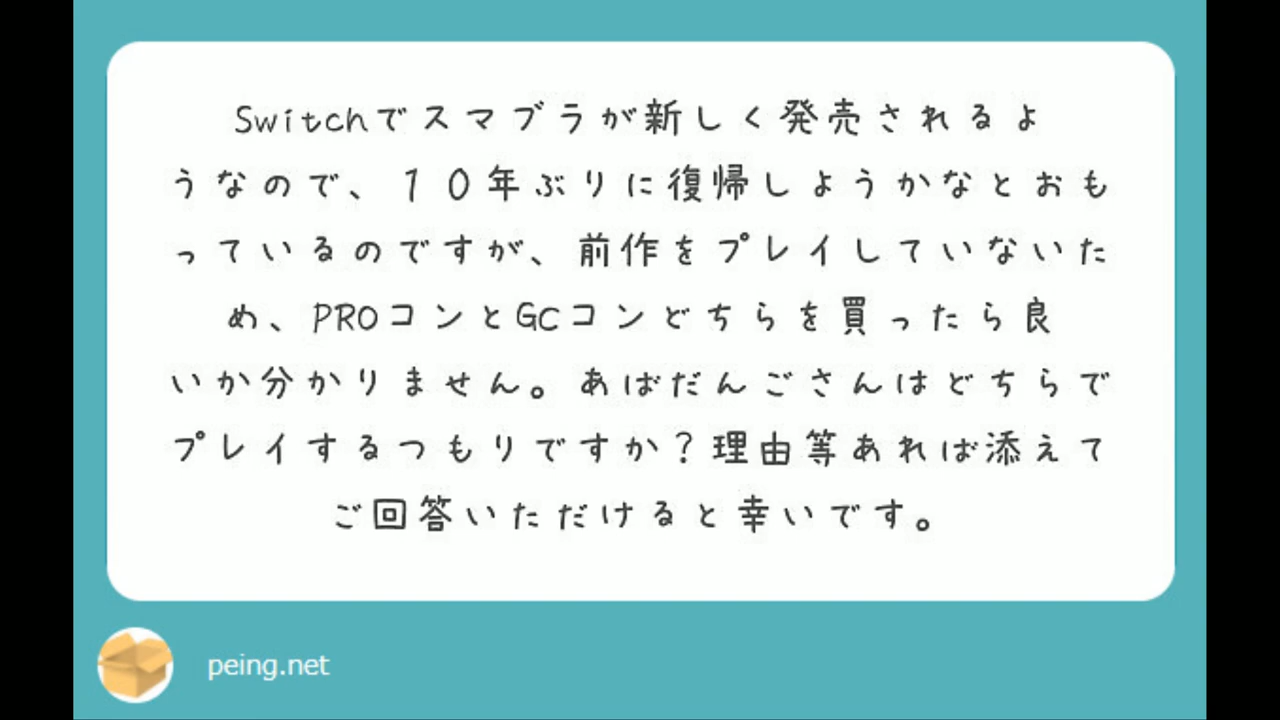 Switchでスマブラが新しく発売されるよ
うなので、１０年ぶりに復帰しようかなとおも
っているのですが、前作をプレイしていないた
め、PROコンとGCコンどちらを買ったら良
いか分かりません。あばだんごさんはどちらで
プレイするつもりですか？理由等あれば添えて
ご回答いただけると幸いです。
peing.net